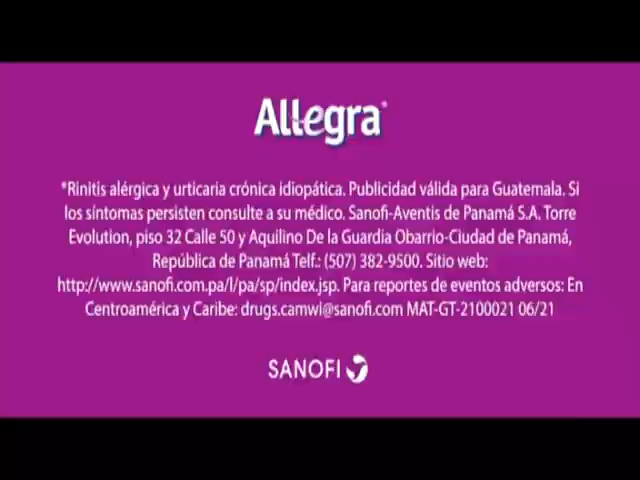 Allegra®
*Rinitis alérgica y urticaria crónica idiopática. Publicidad válida para Guatemala. Si
los síntomas persisten consulte a su médico. Sanofi-Aventis de Panamá S.A. Torre
Evolution, piso 32 Calle 50 y Aquilino De la Guardia Obarrio-Ciudad de Panamá,
República de Panamá Telf.: (507) 382-9500. Sitio web:
http://www.sanofi.com.pa/l/pa/sp/index.jsp. Para reportes de eventos adversos: En
Centroamérica y Caribe: drugs.camwi@sanofi.com MAT-GT-2100021 06/21
SANOFI